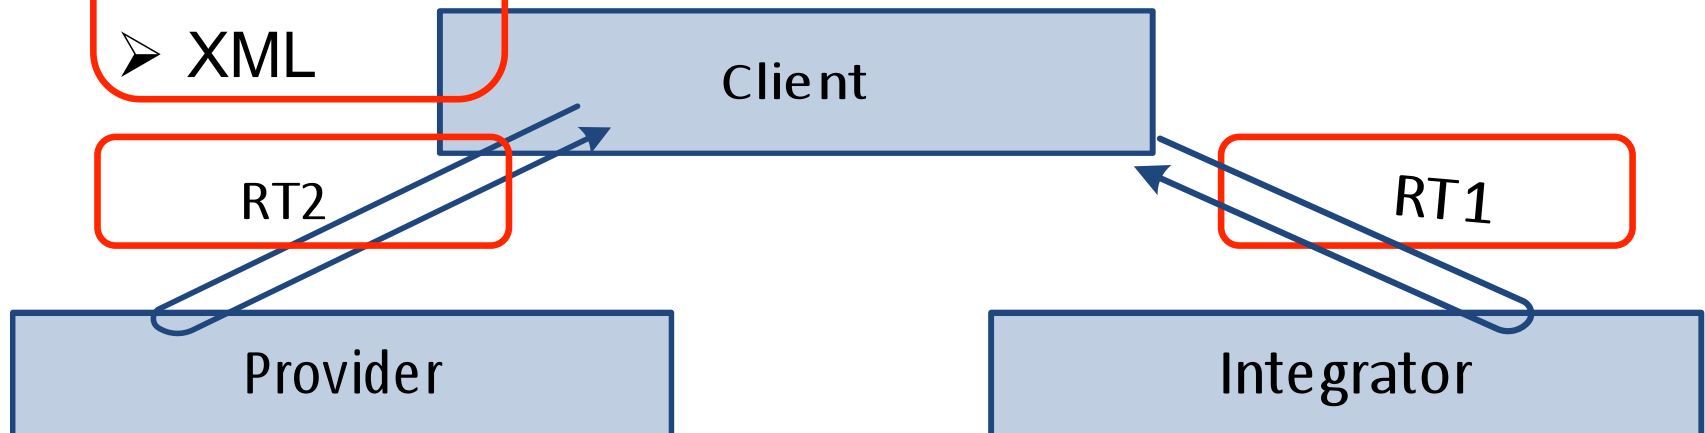 ➢ XML
Client
RT2
RT1
Provider
Integrator